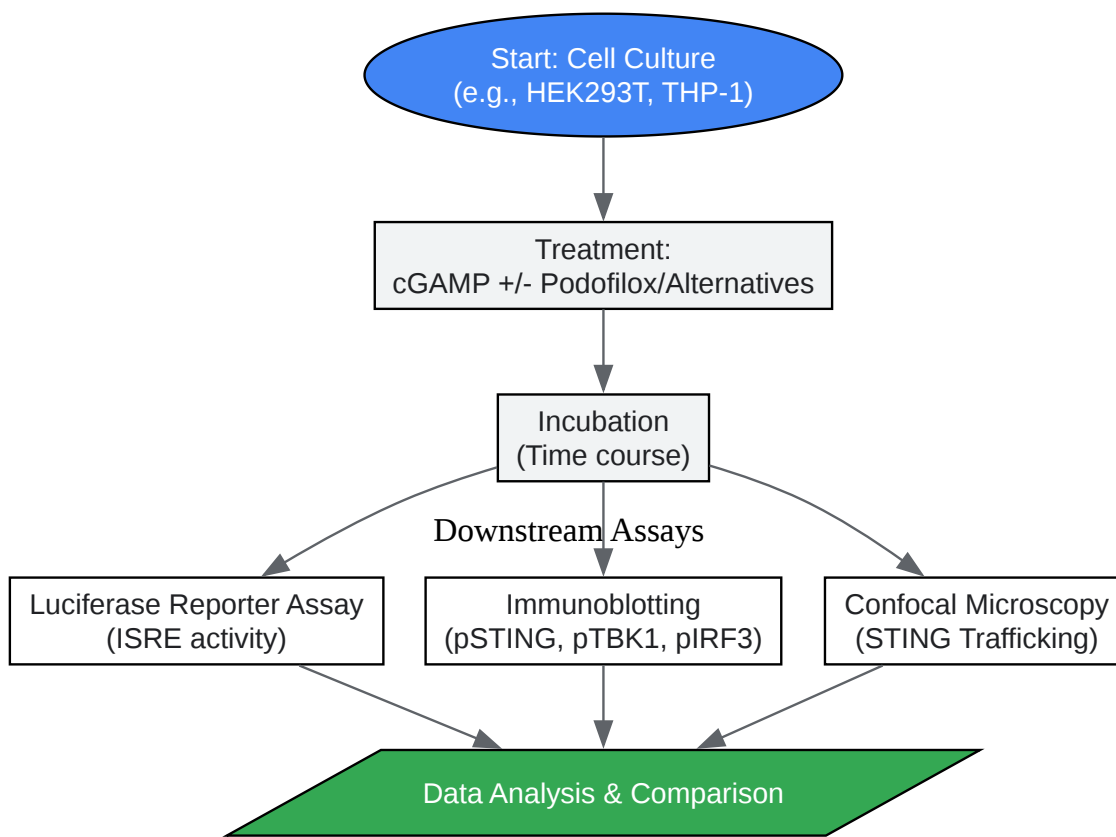 Start: Cell Culture
(e.g., HEK293T, THP-1)
Treatment:
cGAMP +/- Podofilox/Alternatives
Incubation
(Time course)
Downstream Assays
Luciferase Reporter Assay
(ISRE activity)
Immunoblotting
(pSTING, pTBK1, pIRF3)
Confocal Microscopy
(STING Trafficking)
Data Analysis & Comparison